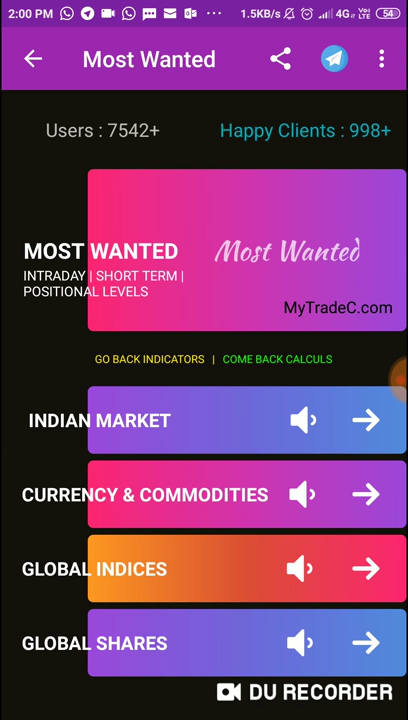 2:00 PM 1.5KB/s 4G Vo LTE 54
Most Wanted
Users : 7542+ Happy Clients : 998+
Most Wanted
MOST WANTED
INTRADAY | SHORT TERM |
POSITIONAL LEVELS
MyTradeC.com
GO BACK INDICATORS | COME BACK CALCULS
INDIAN MARKET
CURRENCY & COMMODITIES
GLOBAL INDICES
GLOBAL SHARES
DU RECORDER